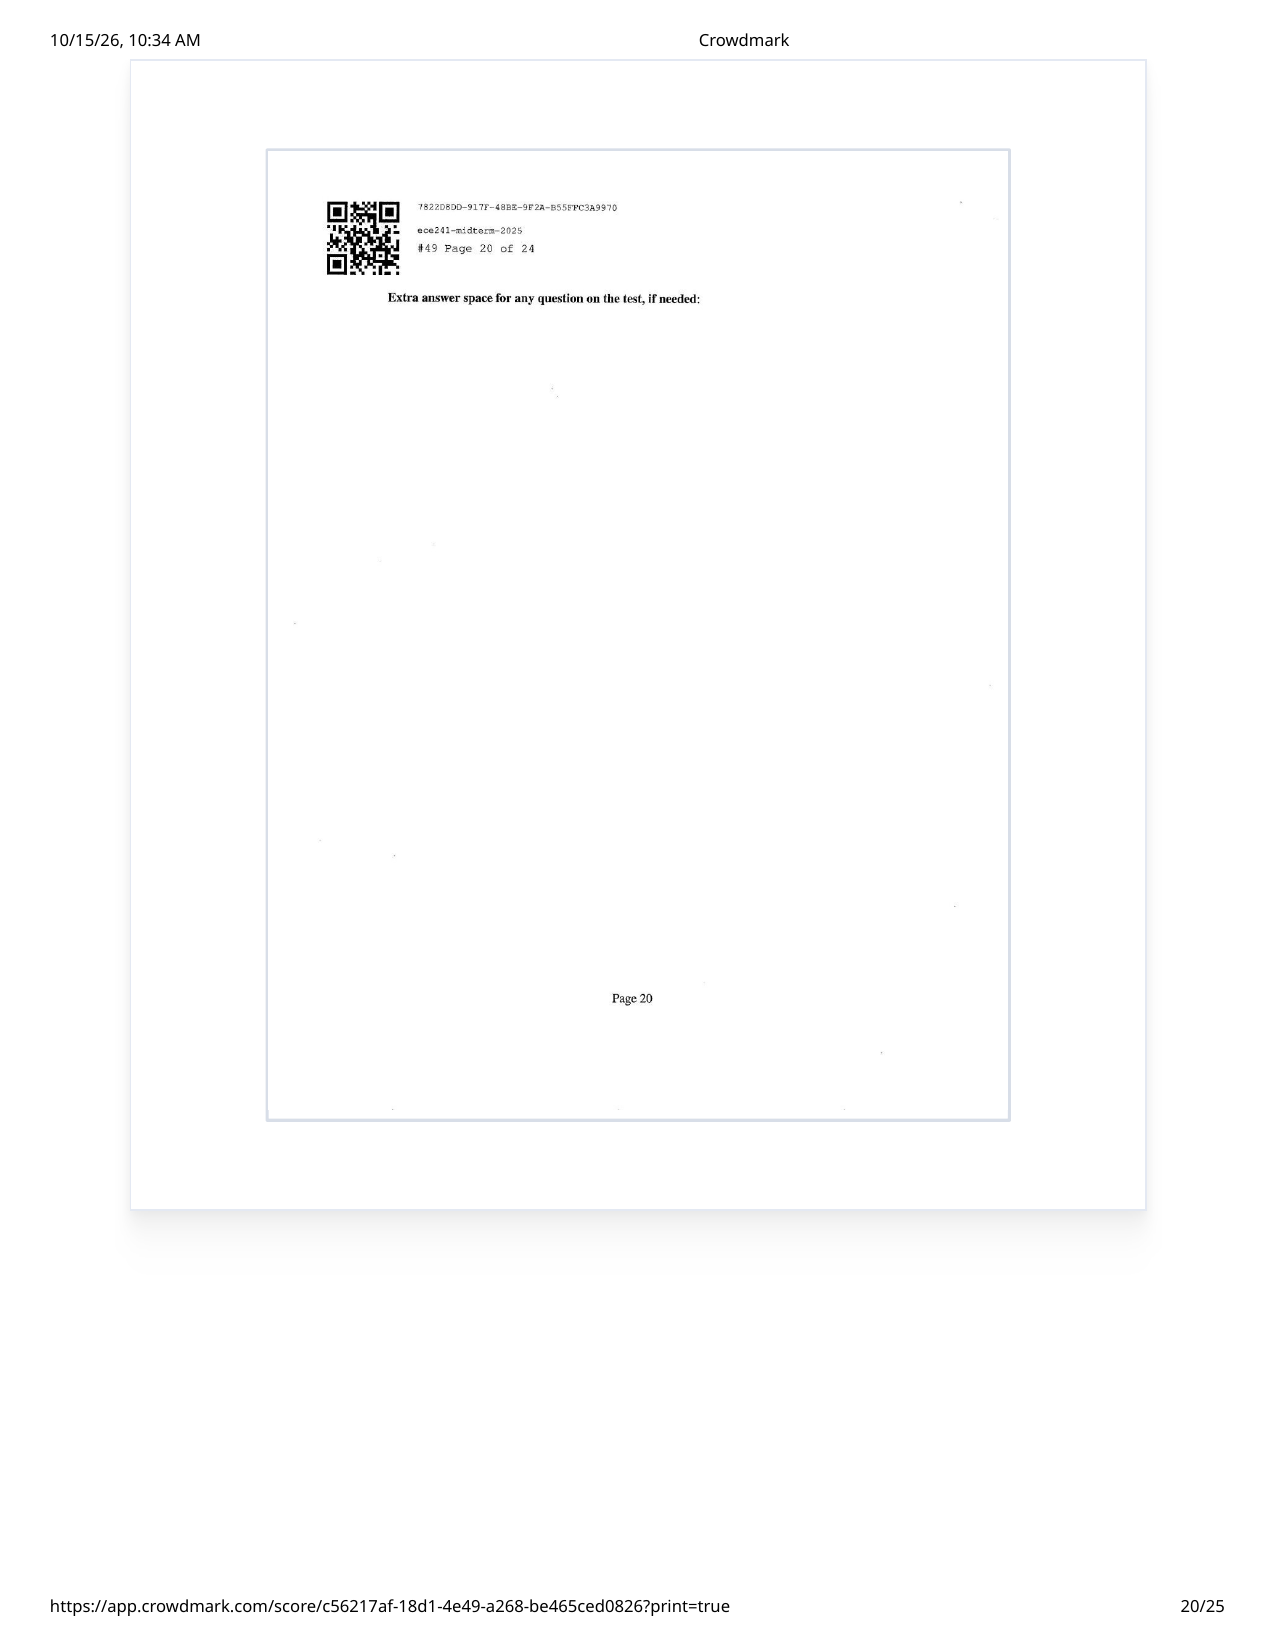 10/15/26, 10:34 AM
Crowdmark
7822D8DD-917F-48BE-9F2A-B55FFC3A9970
ece241-midterm-2025
#49 Page 20 of 24
Extra answer space for any question on the test, if needed:
Page 20
https://app.crowdmark.com/score/c56217af-18d1-4e49-a268-be465ced0826?print=true
20/25